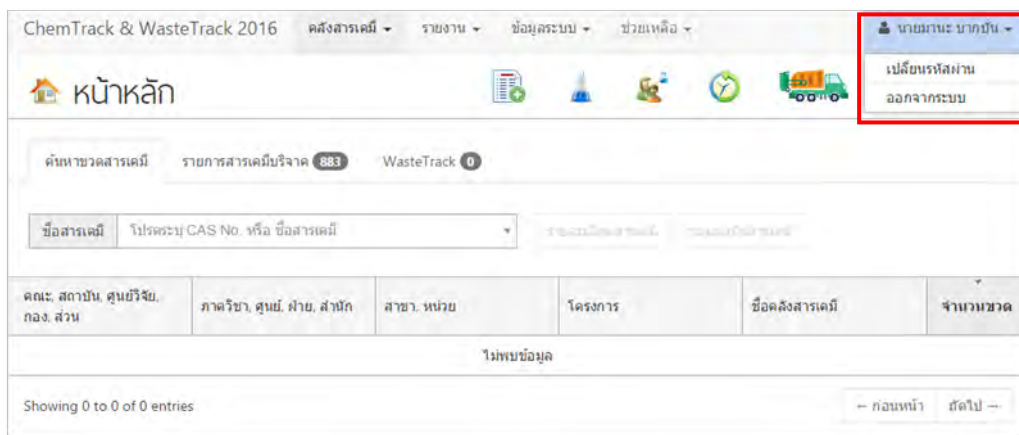 ChemTrack & WasteTrack 2016 คลังสารเคมี รายงาน ข้อมูลระบบ ช่วยเหลือ นายมานะ บากบั่น
เปลี่ยนรหัสผ่าน
ออกจากระบบ
หน้าหลัก
ค้นหาขวดสารเคมี รายการสารเคมีบริจาค 883 WasteTrack 0
ชื่อสารเคมี โปรดระบุ CAS No. หรือ ชื่อสารเคมี
คณะ, สถาบัน, ศูนย์วิจัย, กอง, ส่วน ภาควิชา, ศูนย์, ฝ่าย, สำนัก สาขา, หน่วย โครงการ ชื่อคลังสารเคมี จำนวนขวด
ไม่พบข้อมูล
Showing 0 to 0 of 0 entries ← ก่อนหน้า ถัดไป →